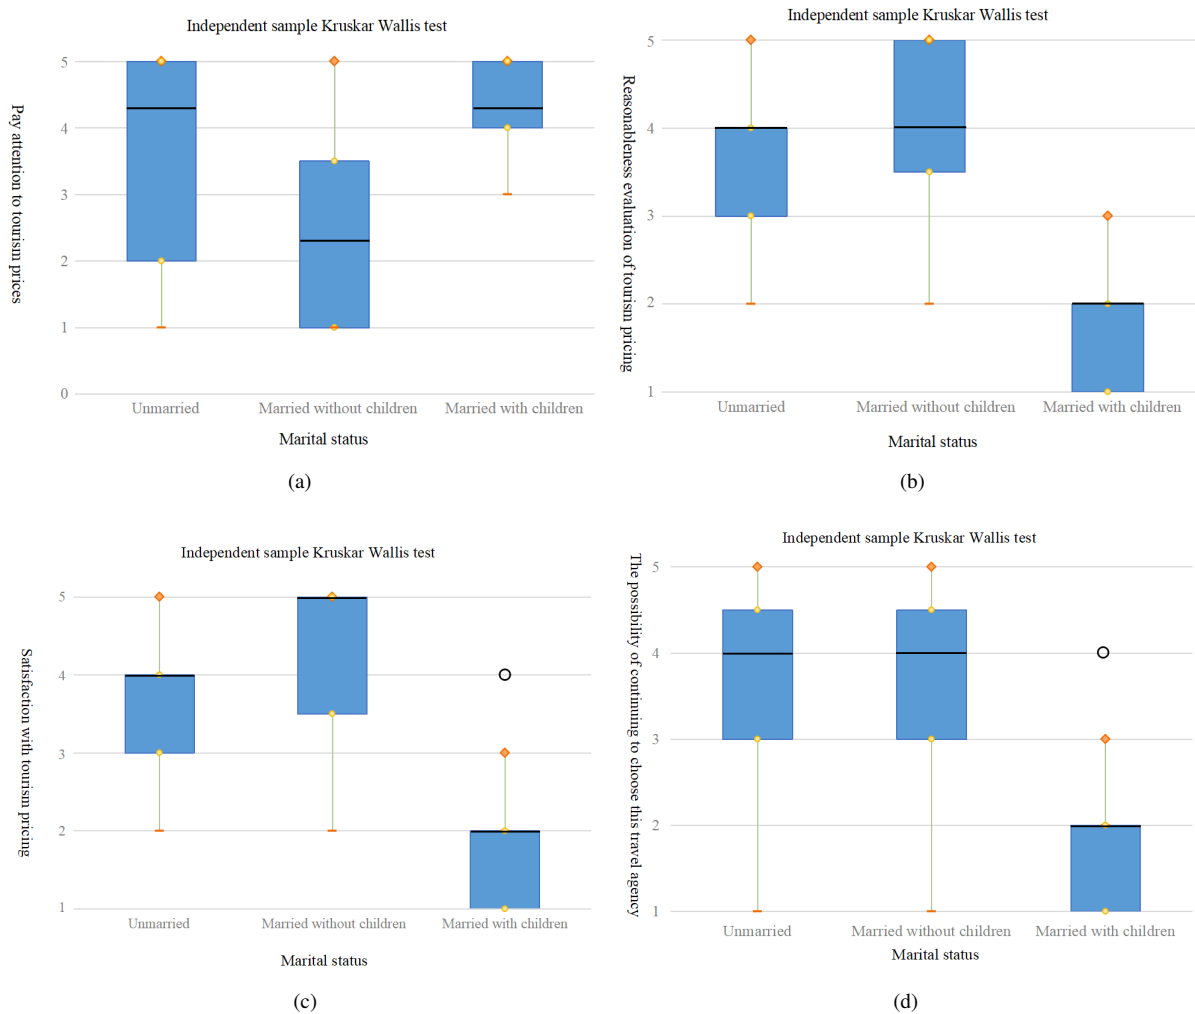 Independent sample Kruskar Wallis test
Pay attention to tourism prices
5
4
3
2
1
0
Unmarried
Married without children
Married with children
Marital status
(a)
Independent sample Kruskar Wallis test
Reasonableness evaluation of tourism pricing
5
4
3
2
1
Unmarried
Married without children
Married with children
Marital status
(b)
Independent sample Kruskar Wallis test
Satisfaction with tourism pricing
5
4
3
2
1
Unmarried
Married without children
Married with children
Marital status
(c)
Independent sample Kruskar Wallis test
The possibility of continuing to choose this travel agency
5
4
3
2
1
Unmarried
Married without children
Married with children
Marital status
(d)